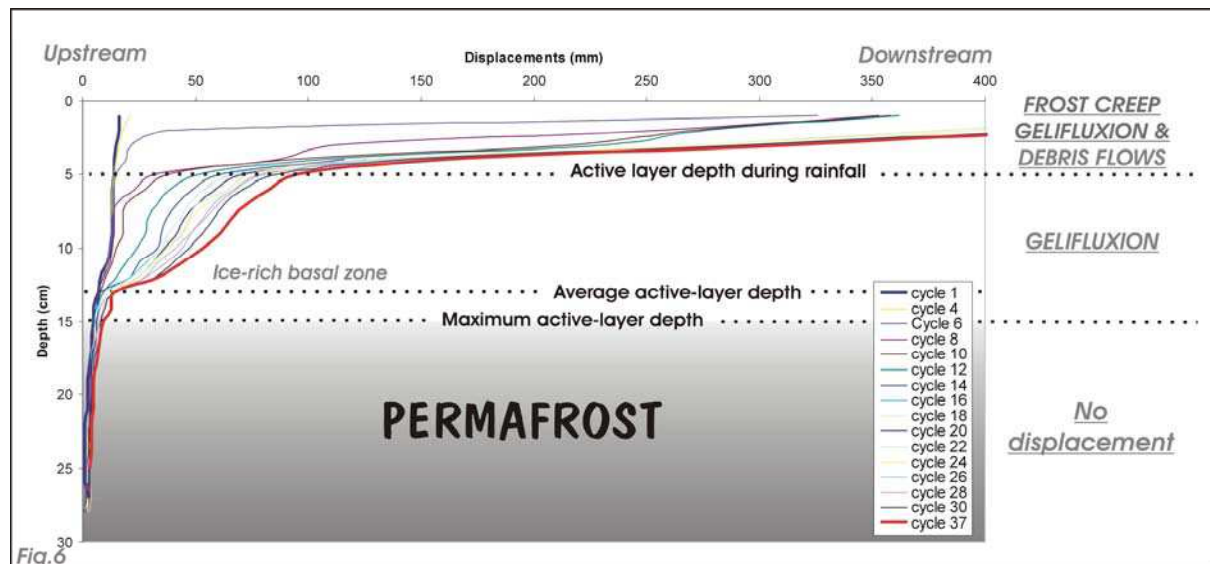 Upstream
Displacements (mm)
Downstream
0 50 100 150 200 250 300 350 400
FROST CREEP
GELIFLUXION &
DEBRIS FLOWS
Active layer depth during rainfall
GELIFLUXION
Ice-rich basal zone
Average active-layer depth
Maximum active-layer depth
No
displacement
PERMAFROST
Depth (cm)
0
5
10
15
20
25
30
cycle 1
cycle 4
Cycle 6
cycle 8
cycle 10
cycle 12
cycle 14
cycle 16
cycle 18
cycle 20
cycle 22
cycle 24
cycle 26
cycle 28
cycle 30
cycle 37
Fig.6